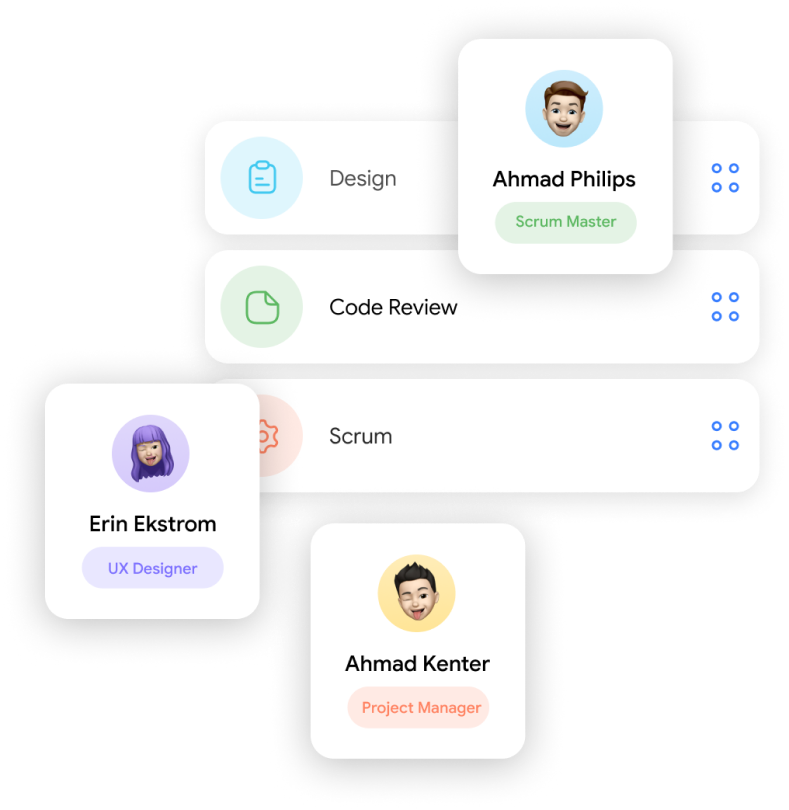 Ahmad Philips
Scrum Master
Design
Code Review
Scrum
Erin Ekstrom
UX Designer
Ahmad Kenter
Project Manager